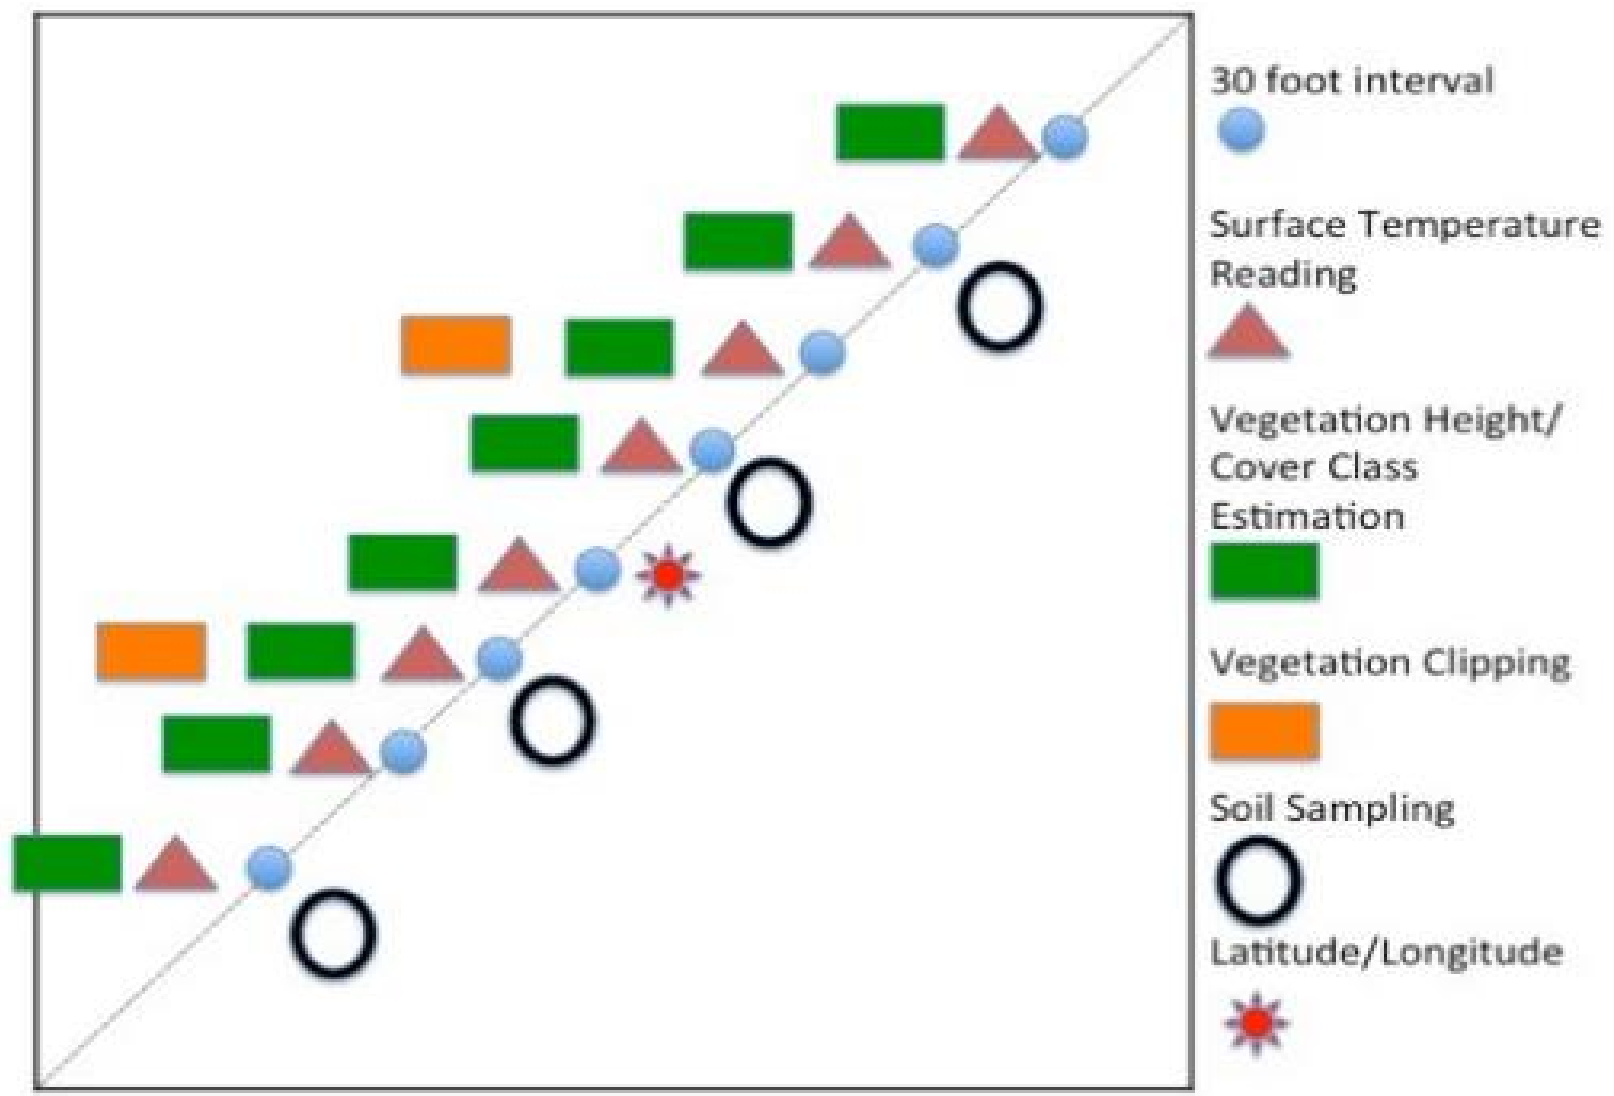 30 foot interval
Surface Temperature
Reading
Vegetation Height/
Cover Class
Estimation
Vegetation Clipping
Soil Sampling
Latitude/Longitude